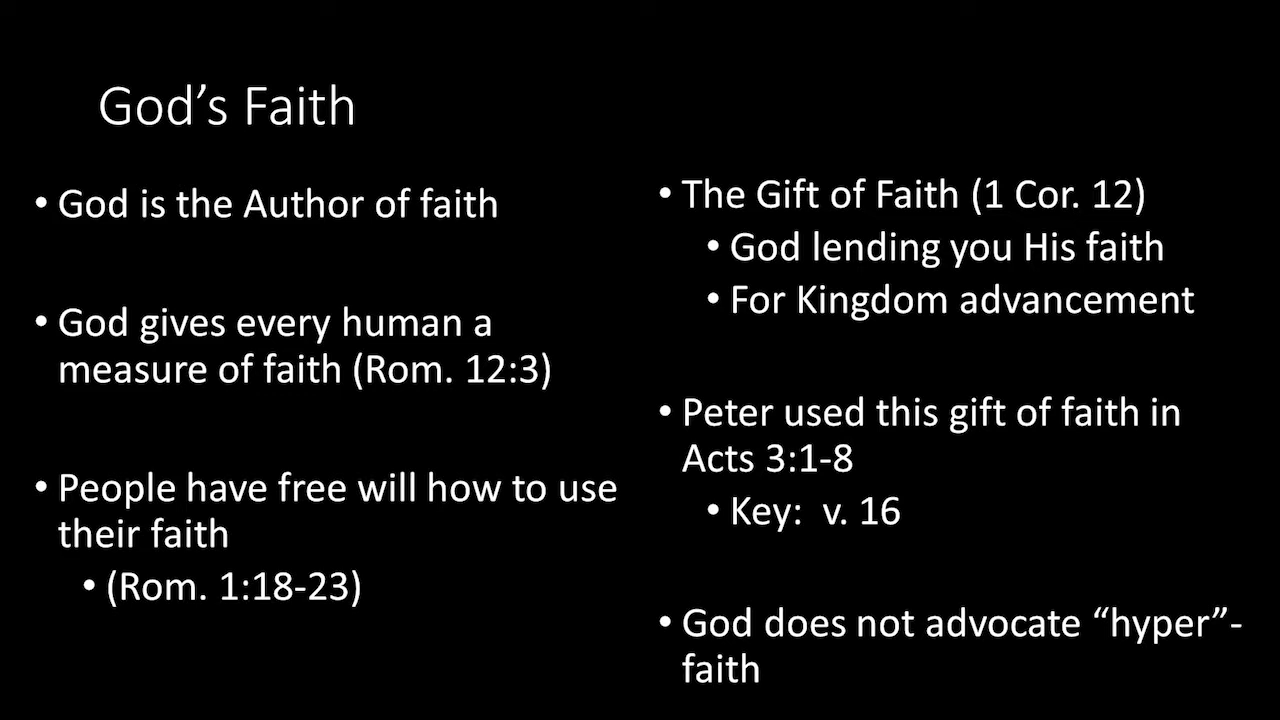 God’s Faith
• God is the Author of faith
• God gives every human a
measure of faith (Rom. 12:3)
• People have free will how to use
their faith
• (Rom. 1:18-23)
• The Gift of Faith (1 Cor. 12)
• God lending you His faith
• For Kingdom advancement
• Peter used this gift of faith in
Acts 3:1-8
• Key:  v. 16
• God does not advocate “hyper”-
faith